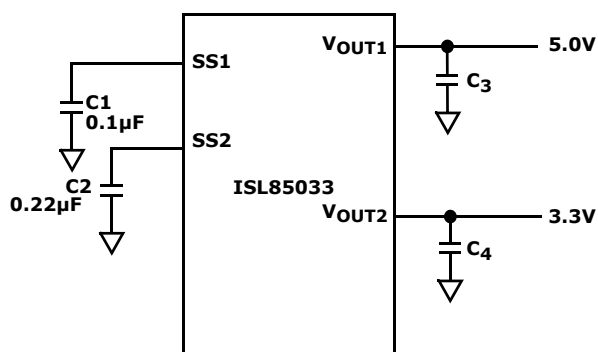 SS1
C1
0.1µF
SS2
C2
0.22µF
ISL85033
VOUT1
5.0V
C3
VOUT2
3.3V
C4